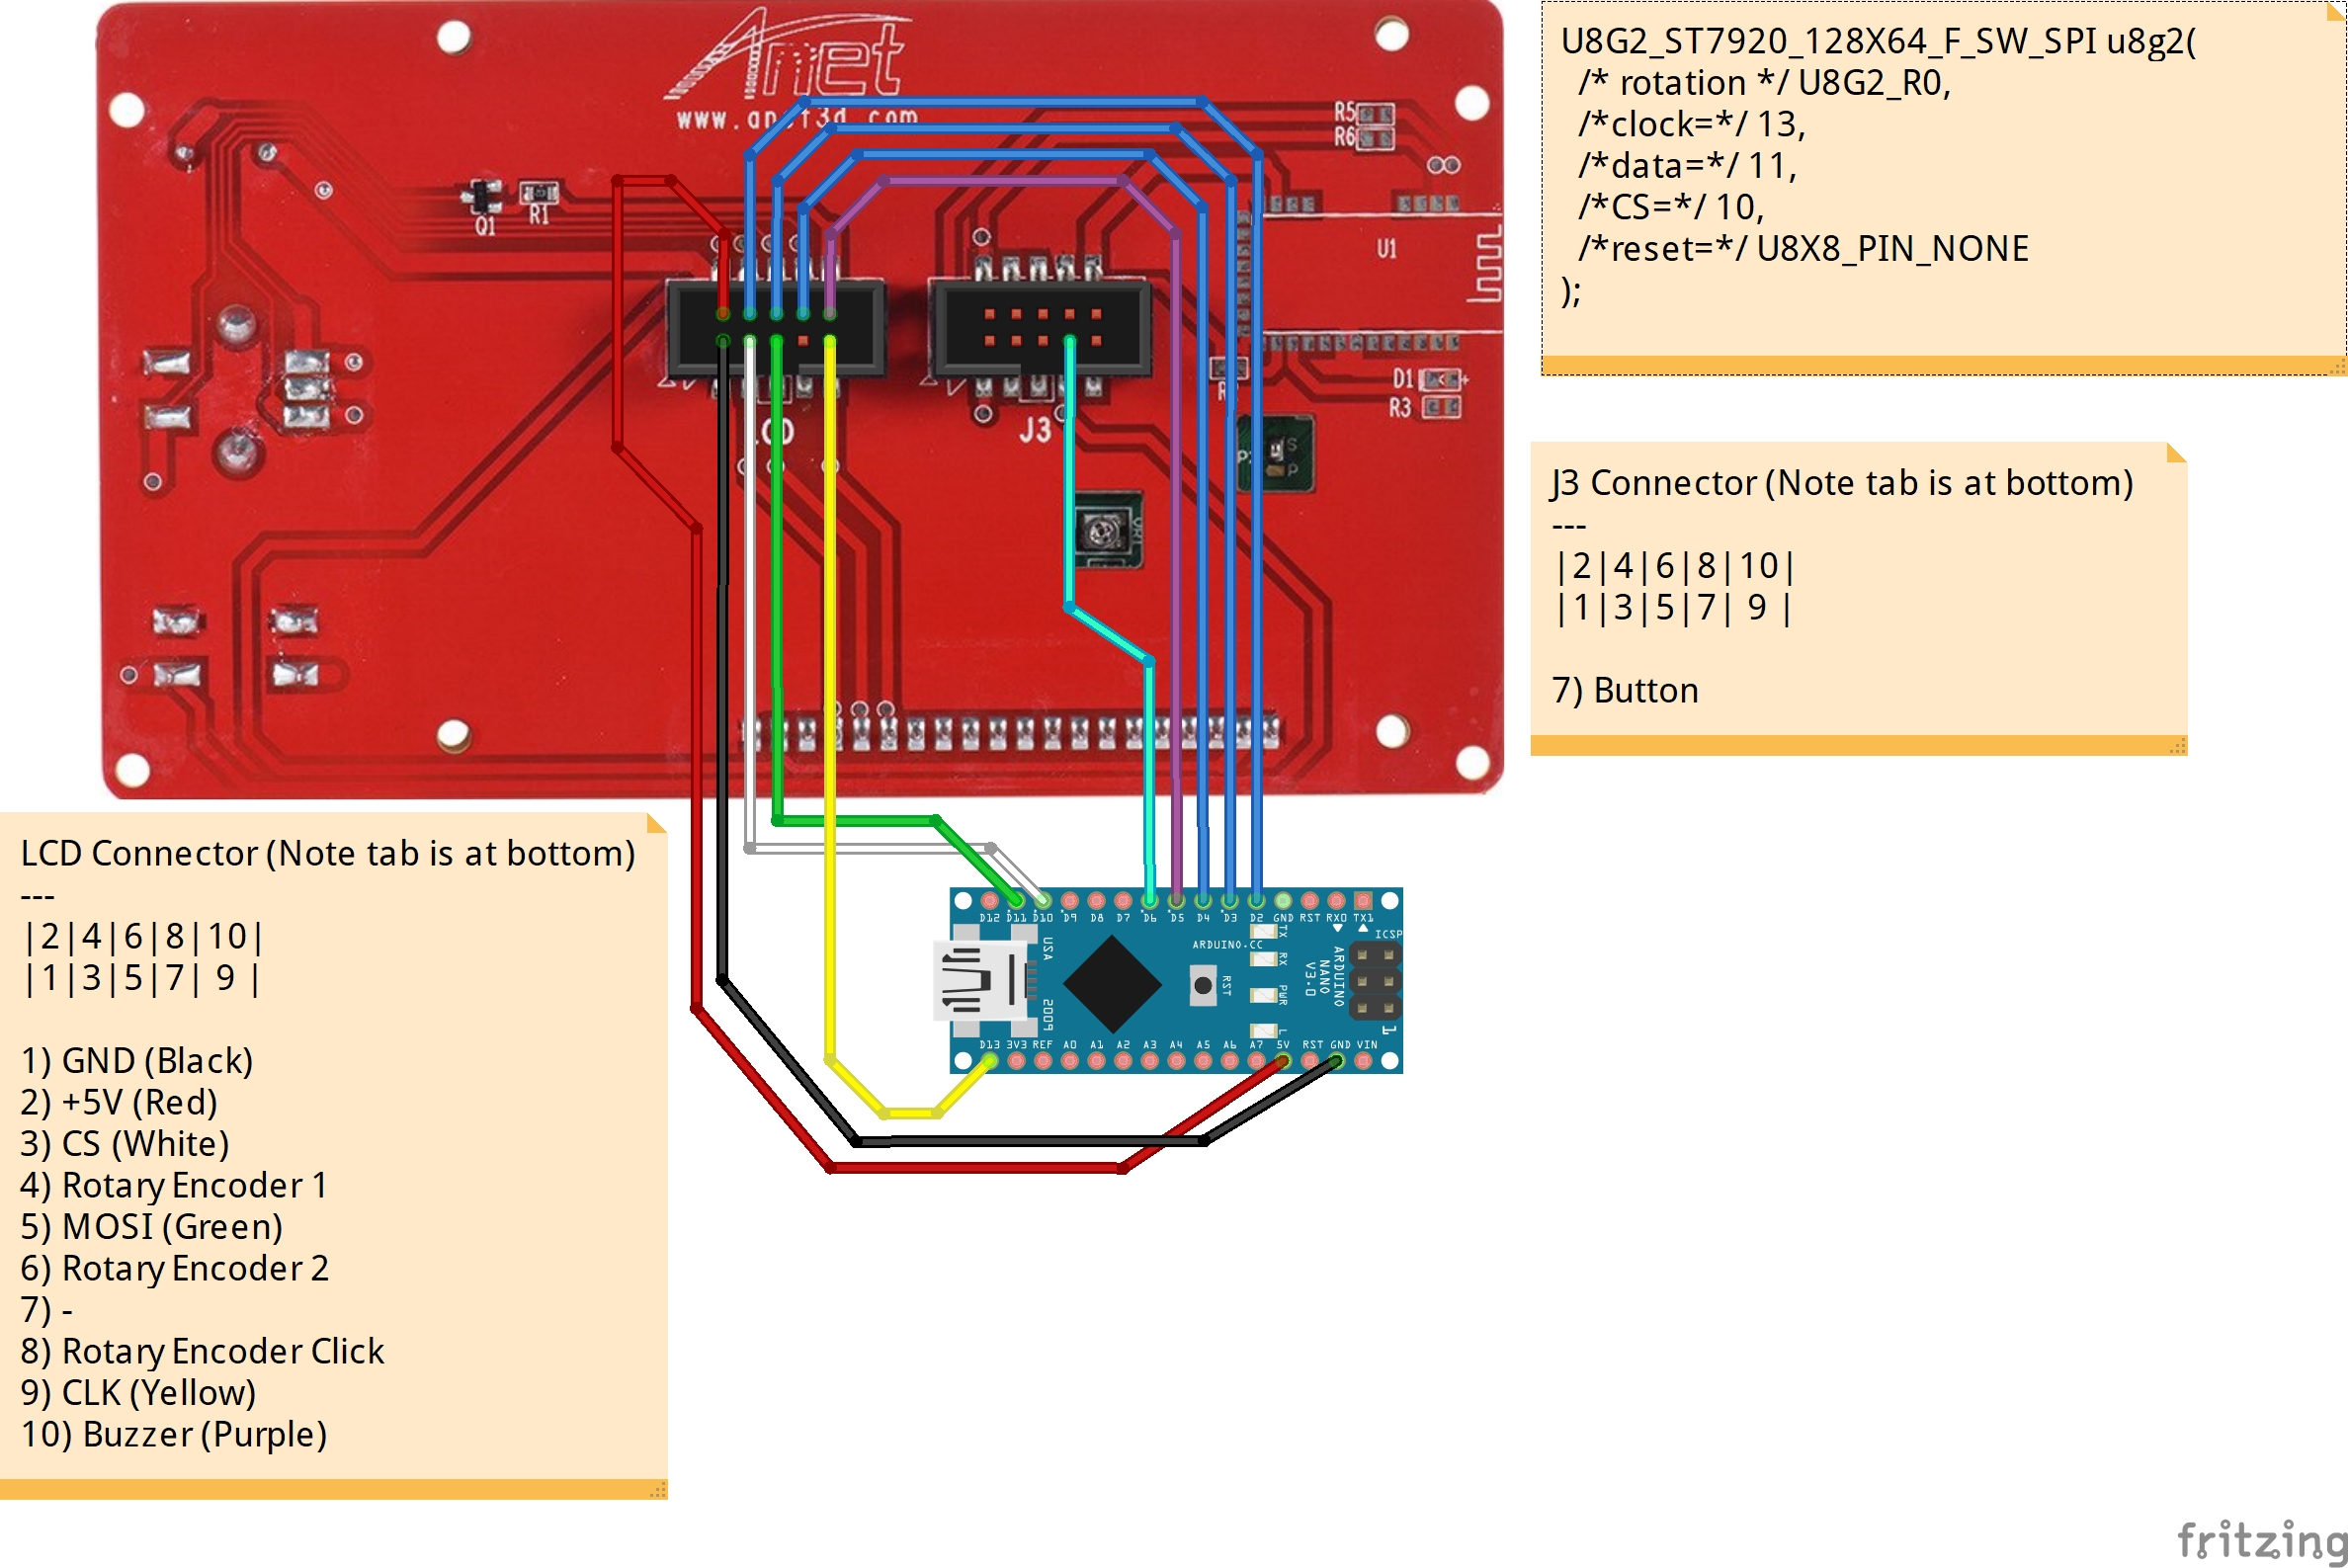 Anet
www.anet3d.com
U8G2_ST7920_128X64_F_SW_SPI u8g2(
/* rotation */ U8G2_R0,
/*clock=*/ 13,
/*data=*/ 11,
/*CS=*/ 10,
/*reset=*/ U8X8_PIN_NONE
);
R5
R6
Q1
R1
U1
D1
R3
J3
S
P
J3 Connector (Note tab is at bottom)
---
|2|4|6|8|10|
|1|3|5|7| 9 |
7) Button
LCD Connector (Note tab is at bottom)
---
|2|4|6|8|10|
|1|3|5|7| 9 |
1) GND (Black)
2) +5V (Red)
3) CS (White)
4) Rotary Encoder 1
5) MOSI (Green)
6) Rotary Encoder 2
7) -
8) Rotary Encoder Click
9) CLK (Yellow)
10) Buzzer (Purple)
D12 D11 D10 D9 D8 D7 D6 D5 D4 D3 D2 GND RST RX0 TX1
ICSP
ARDUINO.CC
TX
RX
PWR
L
RST
USA
2009
ARDUINO
NANO
V3.0
1
D13 3V3 REF A0 A1 A2 A3 A4 A5 A6 A7 5V RST GND VIN
fritzing